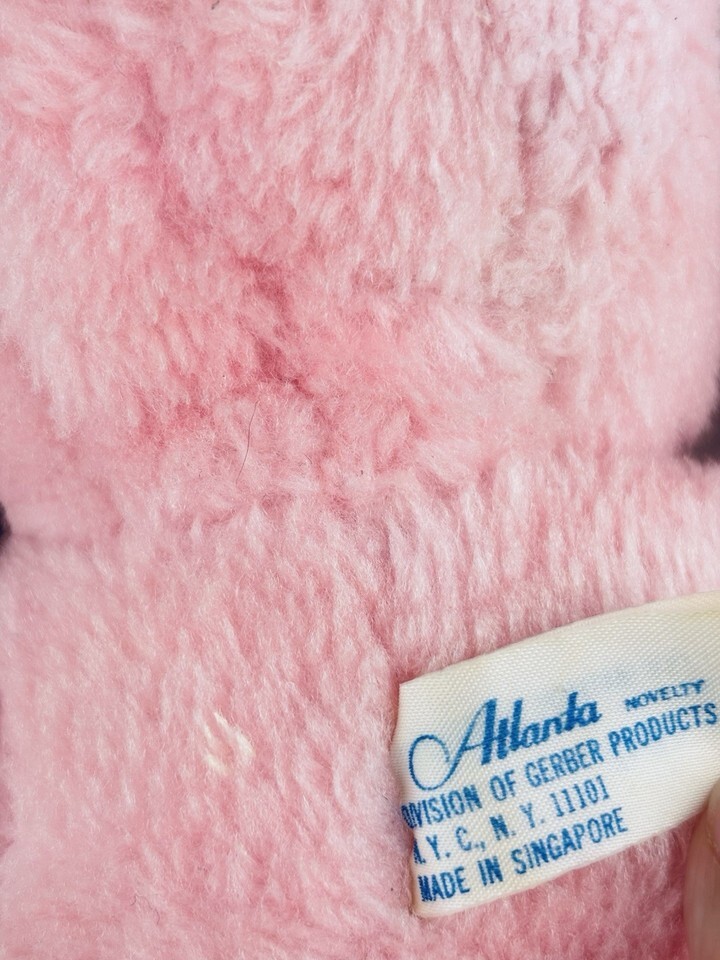 Atlanta NOVELTY
DIVISION OF GERBER PRODUCTS
N.Y.C., N.Y. 11101
MADE IN SINGAPORE